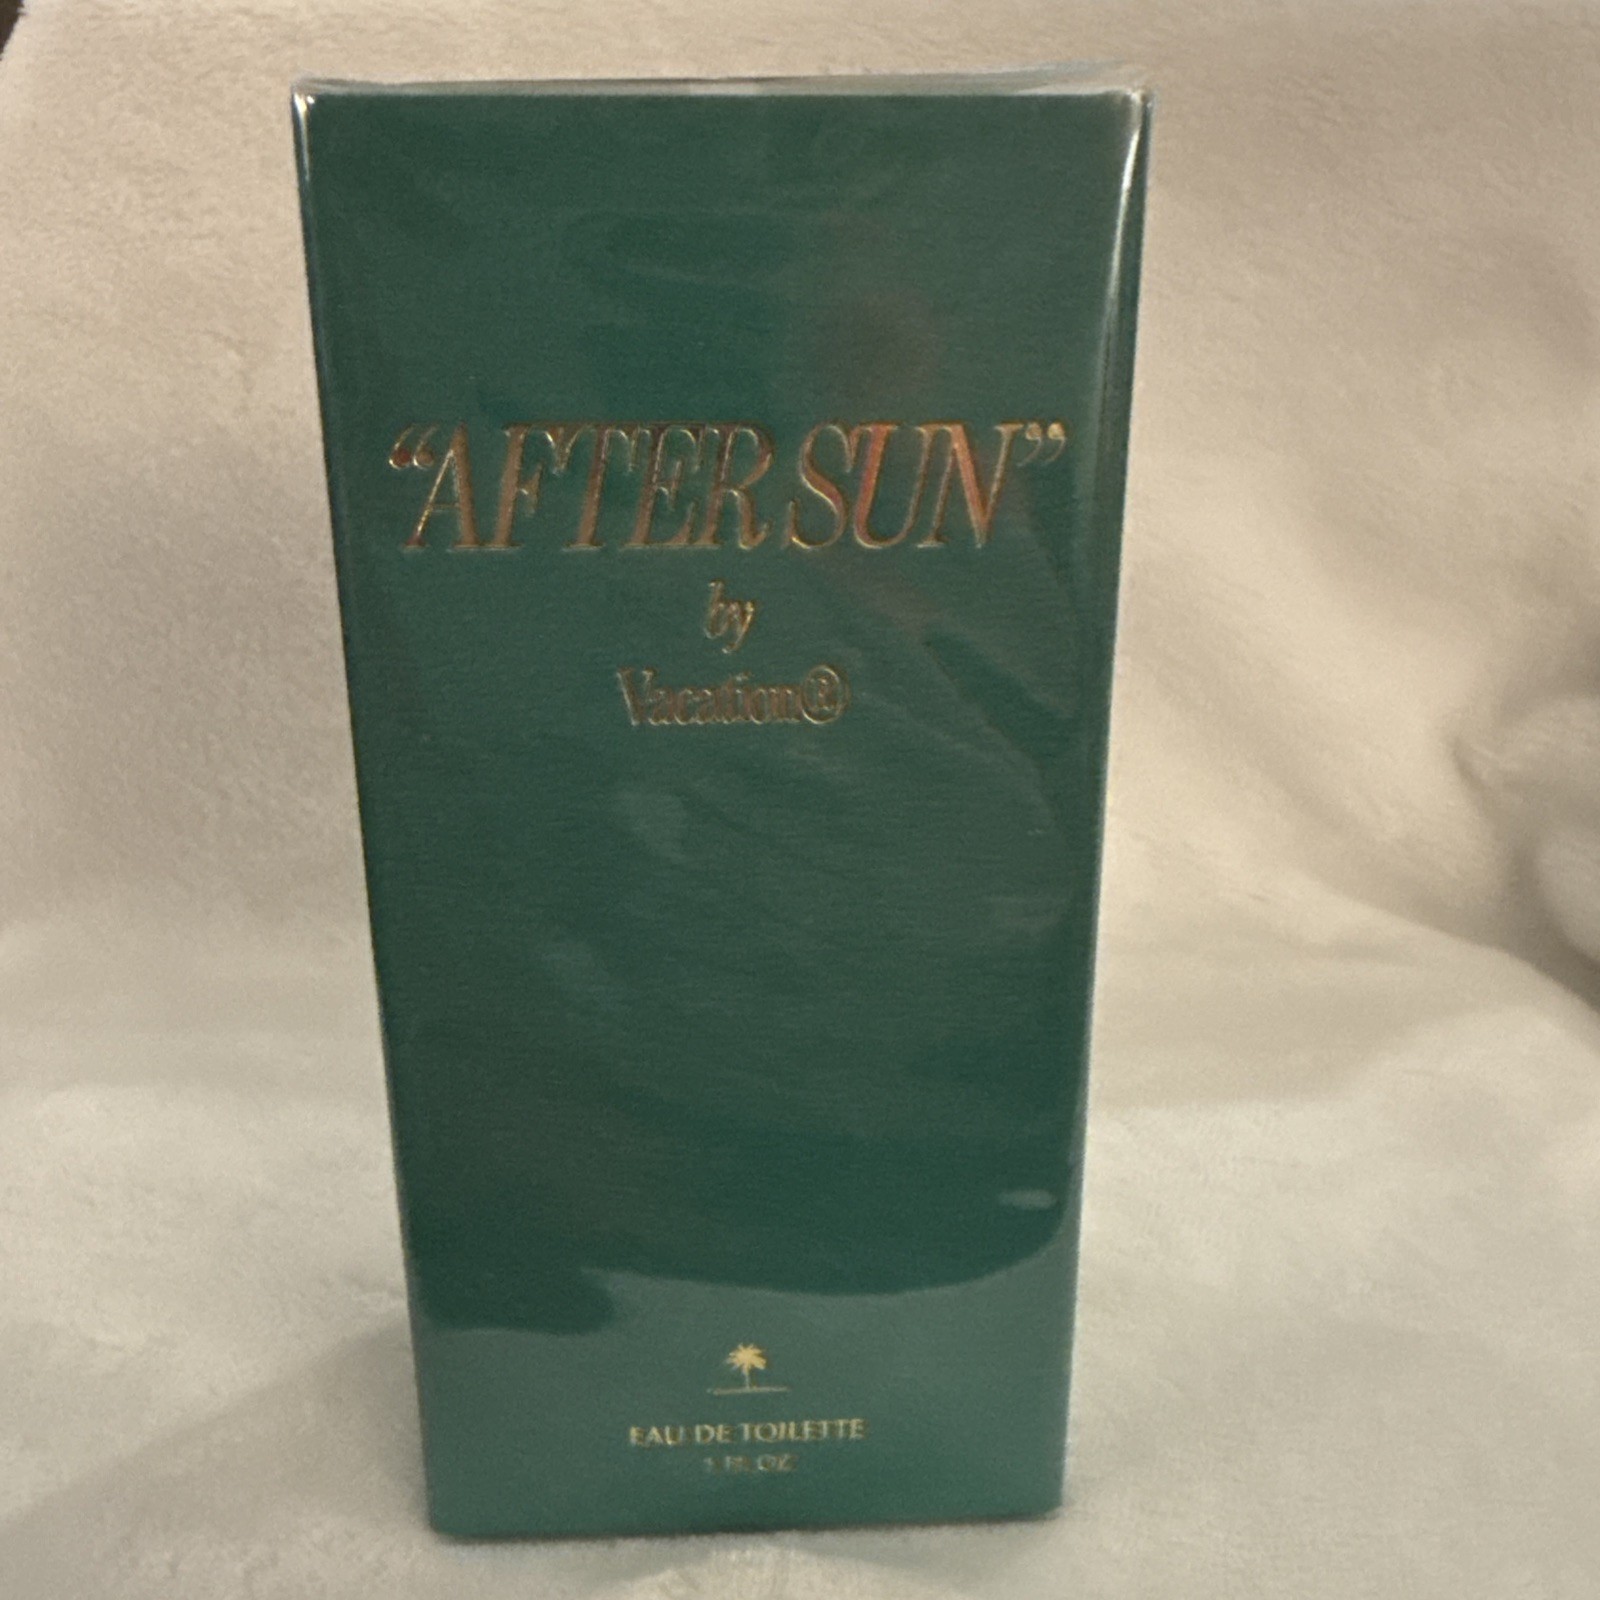 “AFTER SUN”
by
Vacation®
EAU DE TOILETTE
1 FL OZ